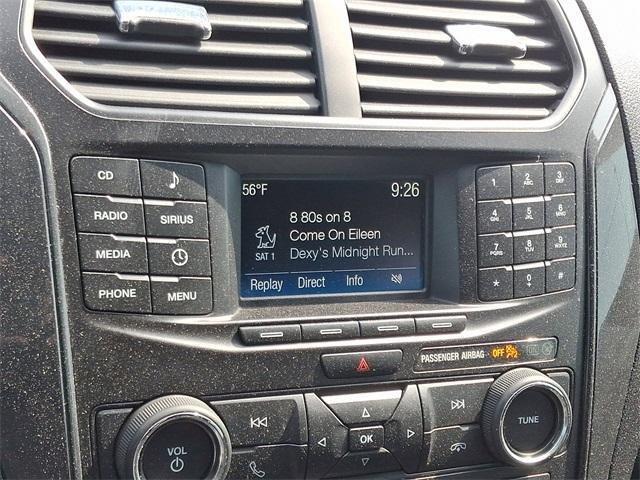 CD
RADIO
SIRIUS
MEDIA
PHONE
MENU
56°F 9:26
8 80s on 8
Come On Eileen
SAT 1 Dexy's Midnight Run...
Replay Direct Info
1 2 ABC 3 DEF
4 GHI 5 JKL 6 MNO
7 PQRS 8 TUV 9 WXYZ
* 0 + #
PASSENGER AIRBAG OFF
VOL
OK
TUNE